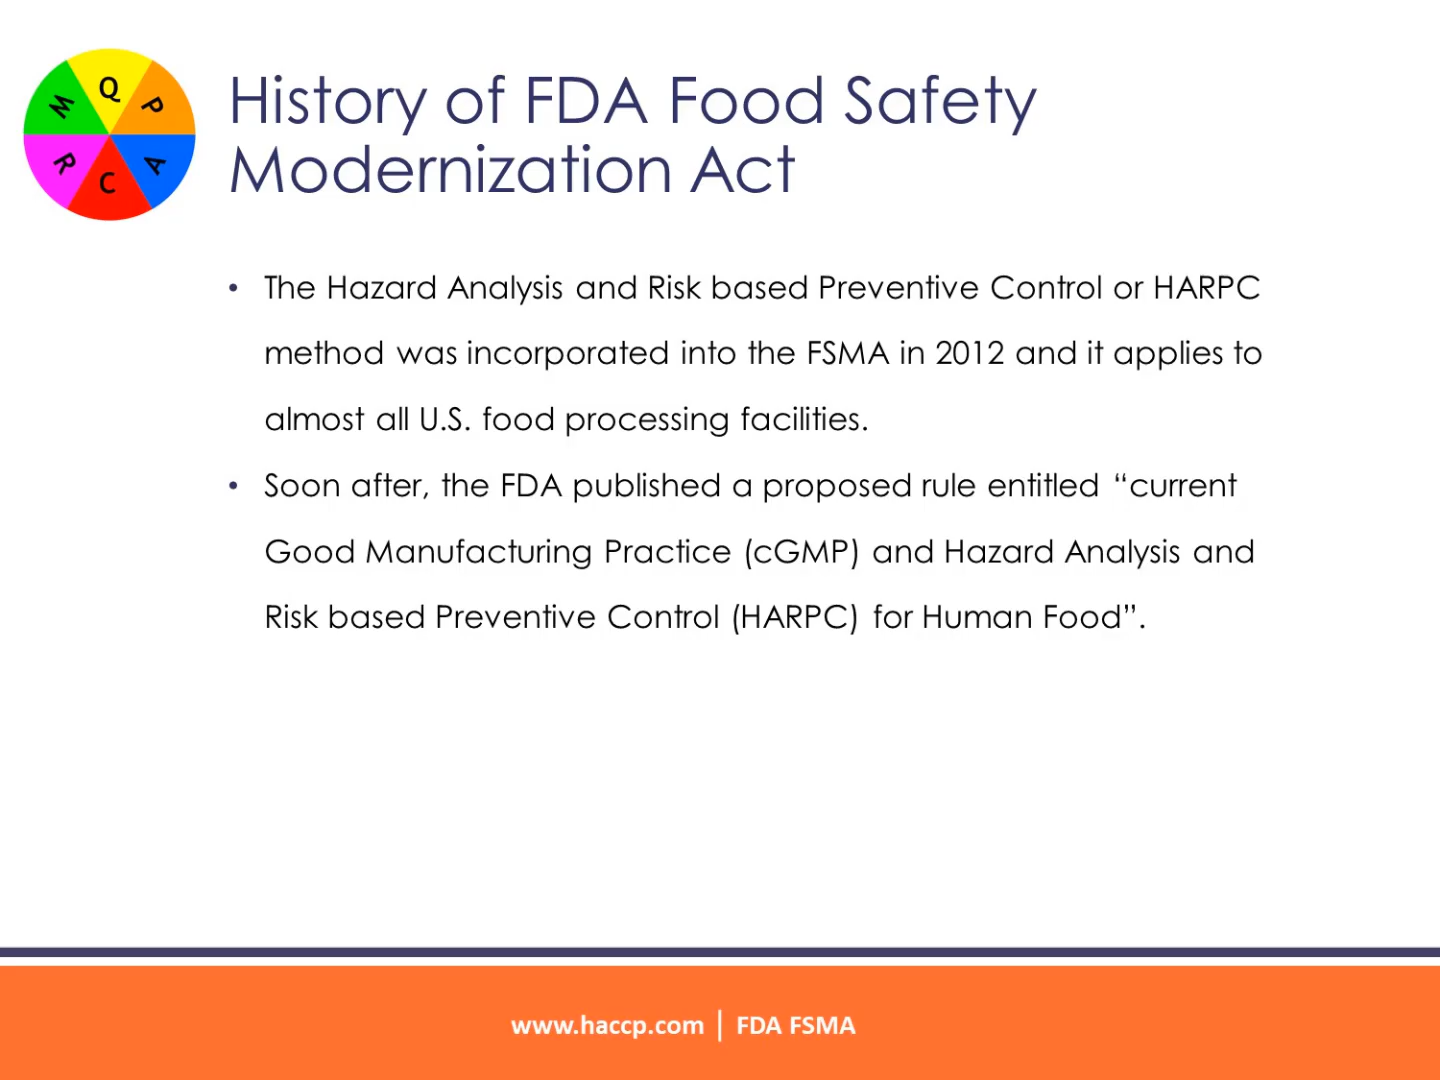 Q
P
A
C
R
M
History of FDA Food Safety
Modernization Act
• The Hazard Analysis and Risk based Preventive Control or HARPC
method was incorporated into the FSMA in 2012 and it applies to
almost all U.S. food processing facilities.
• Soon after, the FDA published a proposed rule entitled “current
Good Manufacturing Practice (cGMP) and Hazard Analysis and
Risk based Preventive Control (HARPC) for Human Food”.
www.haccp.com | FDA FSMA